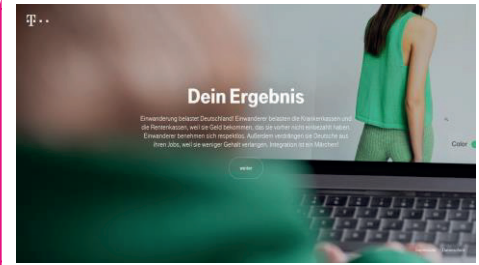 T
Dein Ergebnis
Einwanderung belastet Deutschland! Einwanderer belasten die Krankenkassen und
die Rentenkassen, weil sie Geld bekommen, das sie vorher nicht einbezahlt haben.
Einwanderer benehmen sich respektlos. Außerdem verdrängen sie Deutsche aus
ihren Jobs, weil sie weniger Gehalt verlangen. Integration ist ein Märchen!
weiter
Color